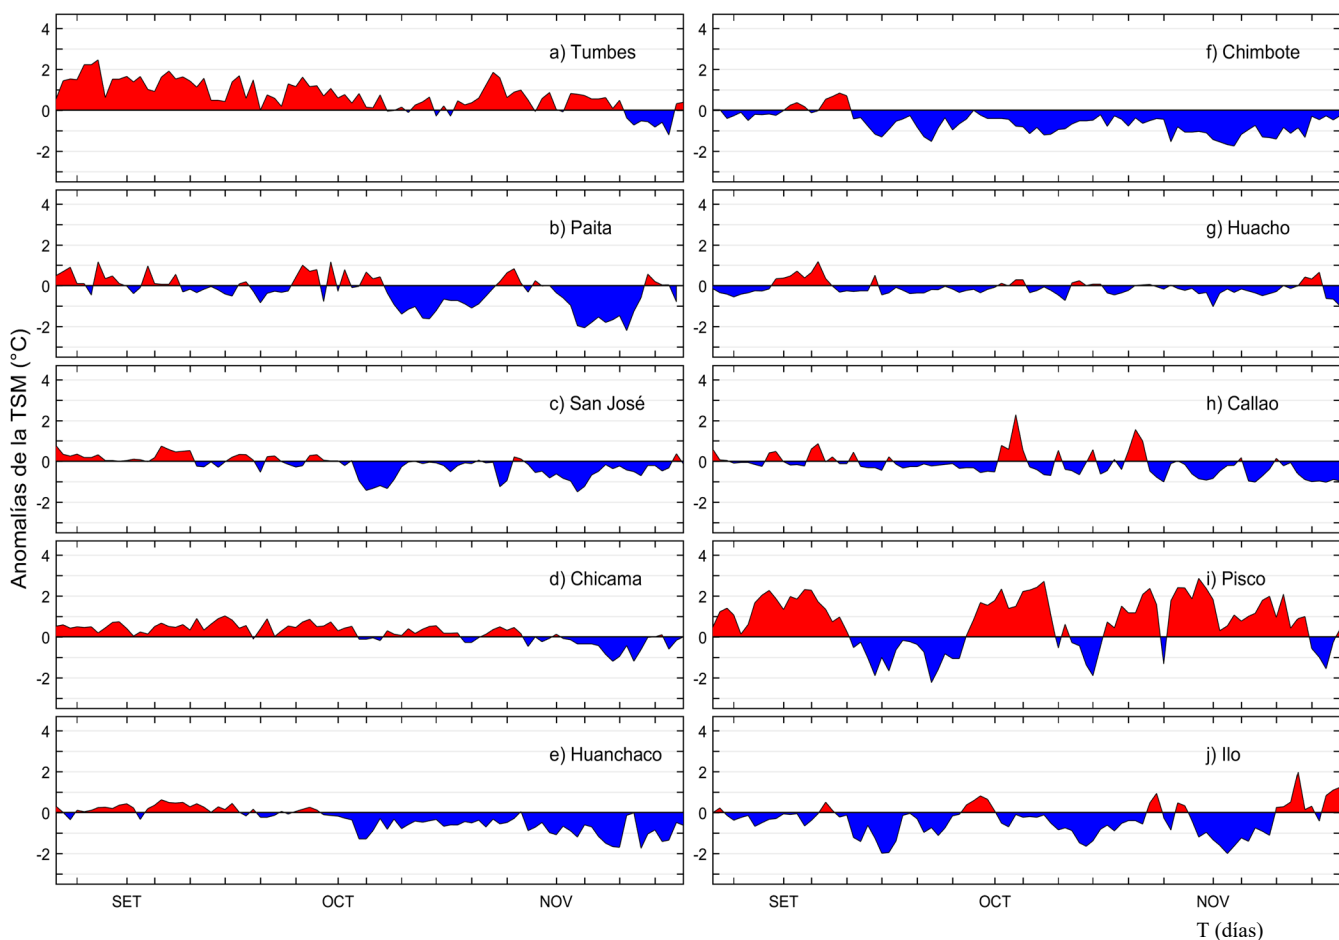 Anomalías de la TSM (°C)
4
2
0
-2
a) Tumbes
4
2
0
-2
b) Paita
4
2
0
-2
c) San José
4
2
0
-2
d) Chicama
4
2
0
-2
e) Huanchaco
SET OCT NOV
4
2
0
-2
f) Chimbote
4
2
0
-2
g) Huacho
4
2
0
-2
h) Callao
4
2
0
-2
i) Pisco
4
2
0
-2
j) Ilo
SET OCT NOV
T (días)